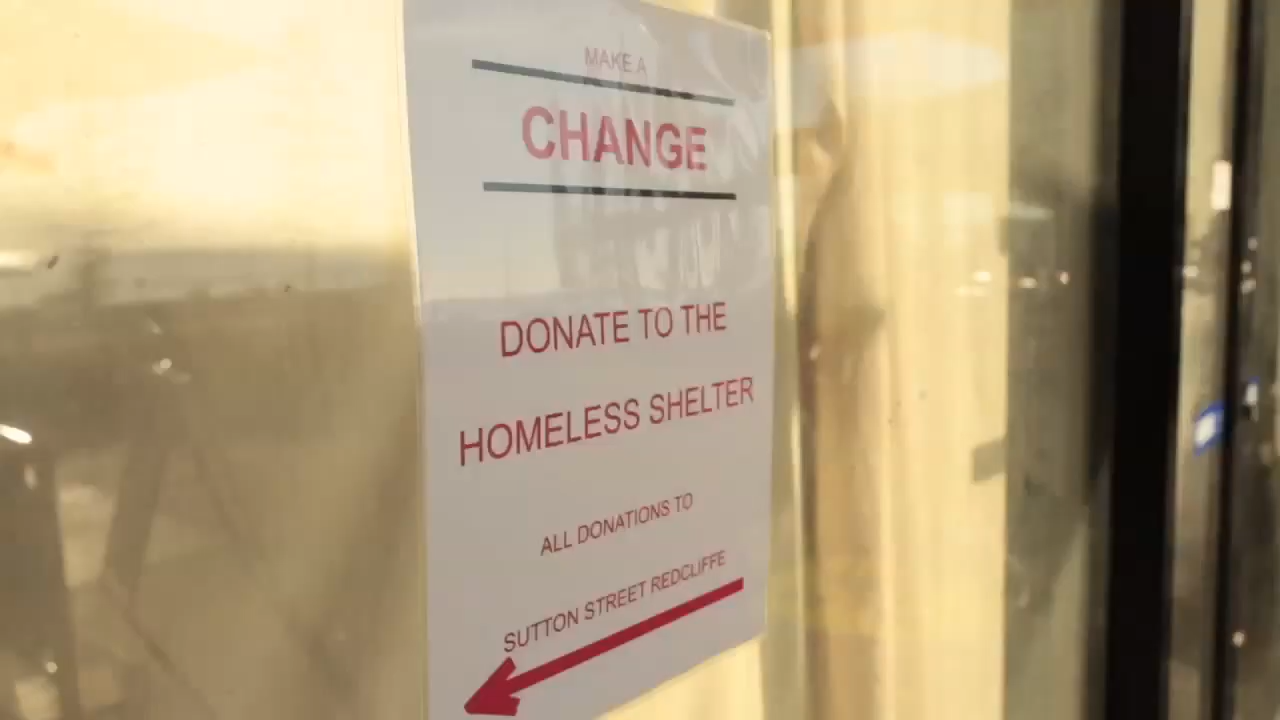 MAKE A
CHANGE
DONATE TO THE
HOMELESS SHELTER
ALL DONATIONS TO
SUTTON STREET REDCLIFFE